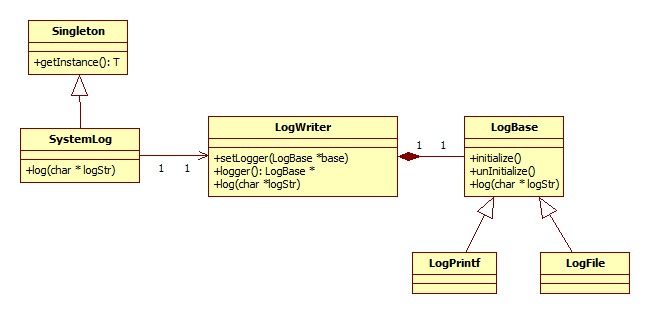 Singleton
+getInstance(): T
SystemLog
+log(char * logStr)
1 1
LogWriter
+setLogger(LogBase *base)
+logger(): LogBase *
+log(char *logStr)
1 1
LogBase
+initialize()
+unInitialize()
+log(char * logStr)
LogPrintf
LogFile